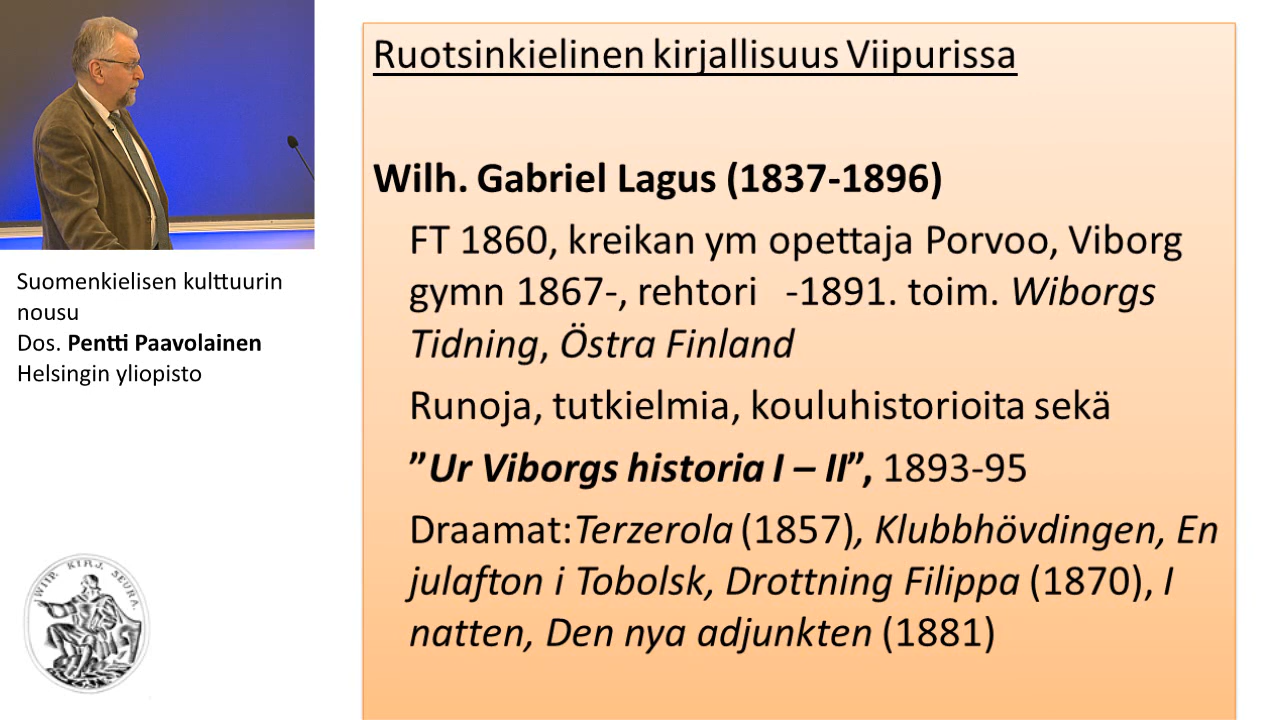 Ruotsinkielinen kirjallisuus Viipurissa
Wilh. Gabriel Lagus (1837-1896)
FT 1860, kreikan ym opettaja Porvoo, Viborg
gymn 1867-, rehtori -1891. toim. Wiborgs
Tidning, Östra Finland
Runoja, tutkielmia, kouluhistorioita sekä
”Ur Viborgs historia I – II”, 1893-95
Draamat:Terzerola (1857), Klubbhövdingen, En
julafton i Tobolsk, Drottning Filippa (1870), I
natten, Den nya adjunkten (1881)
Suomenkielisen kulttuurin
nousu
Dos. Pentti Paavolainen
Helsingin yliopisto
WIIP. KIRJ. SEURA.